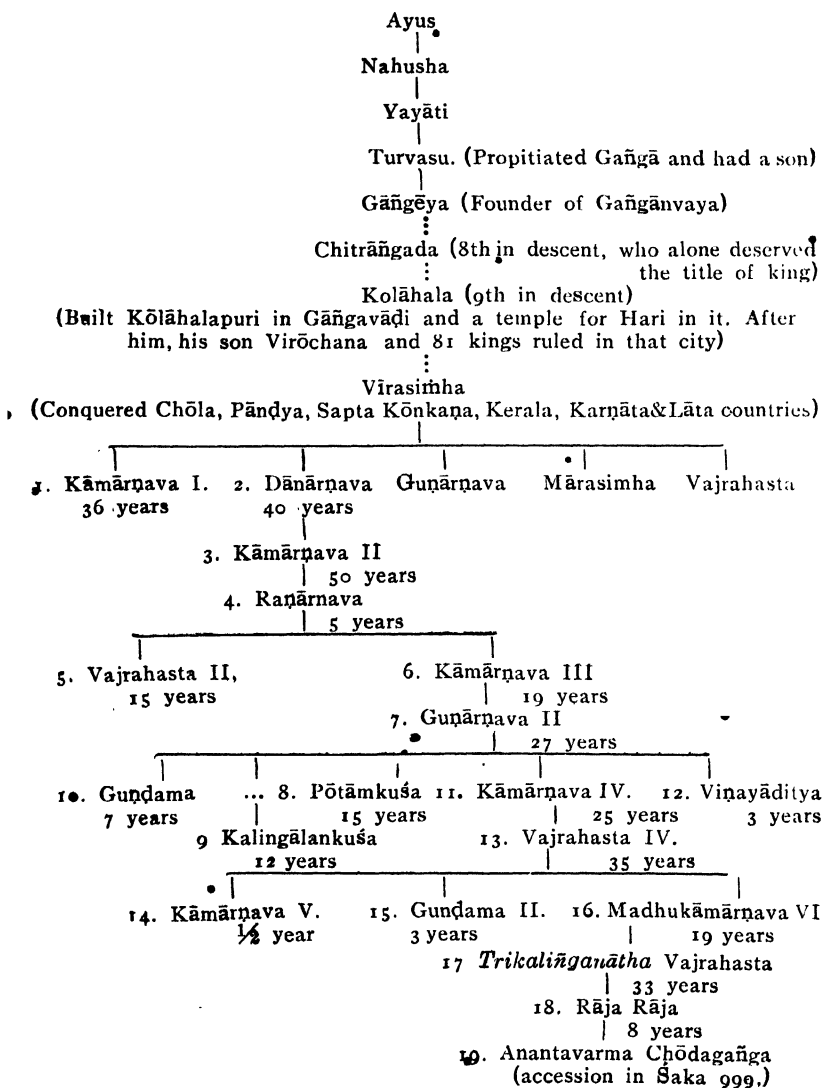 Ayus
Nahusha
Yayāti
Turvasu. (Propitiated Gañgā and had a son)
Gāñgēya (Founder of Gañgānvaya)
Chitrāñgada (8th in descent, who alone deserved
the title of king)
Kolāhala (9th in descent)
(Built Kōlāhalapuri in Gāñgavāḍi and a temple for Hari in it. After
him, his son Virōchana and 81 kings ruled in that city)
Vīrasiṁha
(Conquered Chōla, Pāṇḍya, Sapta Kōnkaṇa, Kerala, Karṇāta&Lāta countries)
1. Kāmārṇava I. 2. Dānārṇava Guṇārṇava Mārasimha Vajrahasta
36 years 40 years
3. Kāmārṇava II
50 years
4. Raṇārnava
5 years
5. Vajrahasta II, 6. Kāmārṇava III
15 years 19 years
7. Guṇārṇava II
27 years
10. Guṇḍama ... 8. Pōtāmkuśa 11. Kāmārṇava IV. 12. Viṇayāditya
7 years 15 years 25 years 3 years
9 Kalingālankuśa 13. Vajrahasta IV.
12 years 35 years
14. Kāmārṇava V. 15. Gunḍama II. 16. Madhukāmārṇava VI
½ year 3 years 19 years
17 Trikaliñganātha Vajrahasta
33 years
18. Rāja Rāja
8 years
19. Anantavarma Chōdagañga
(accession in Śaka 999.)